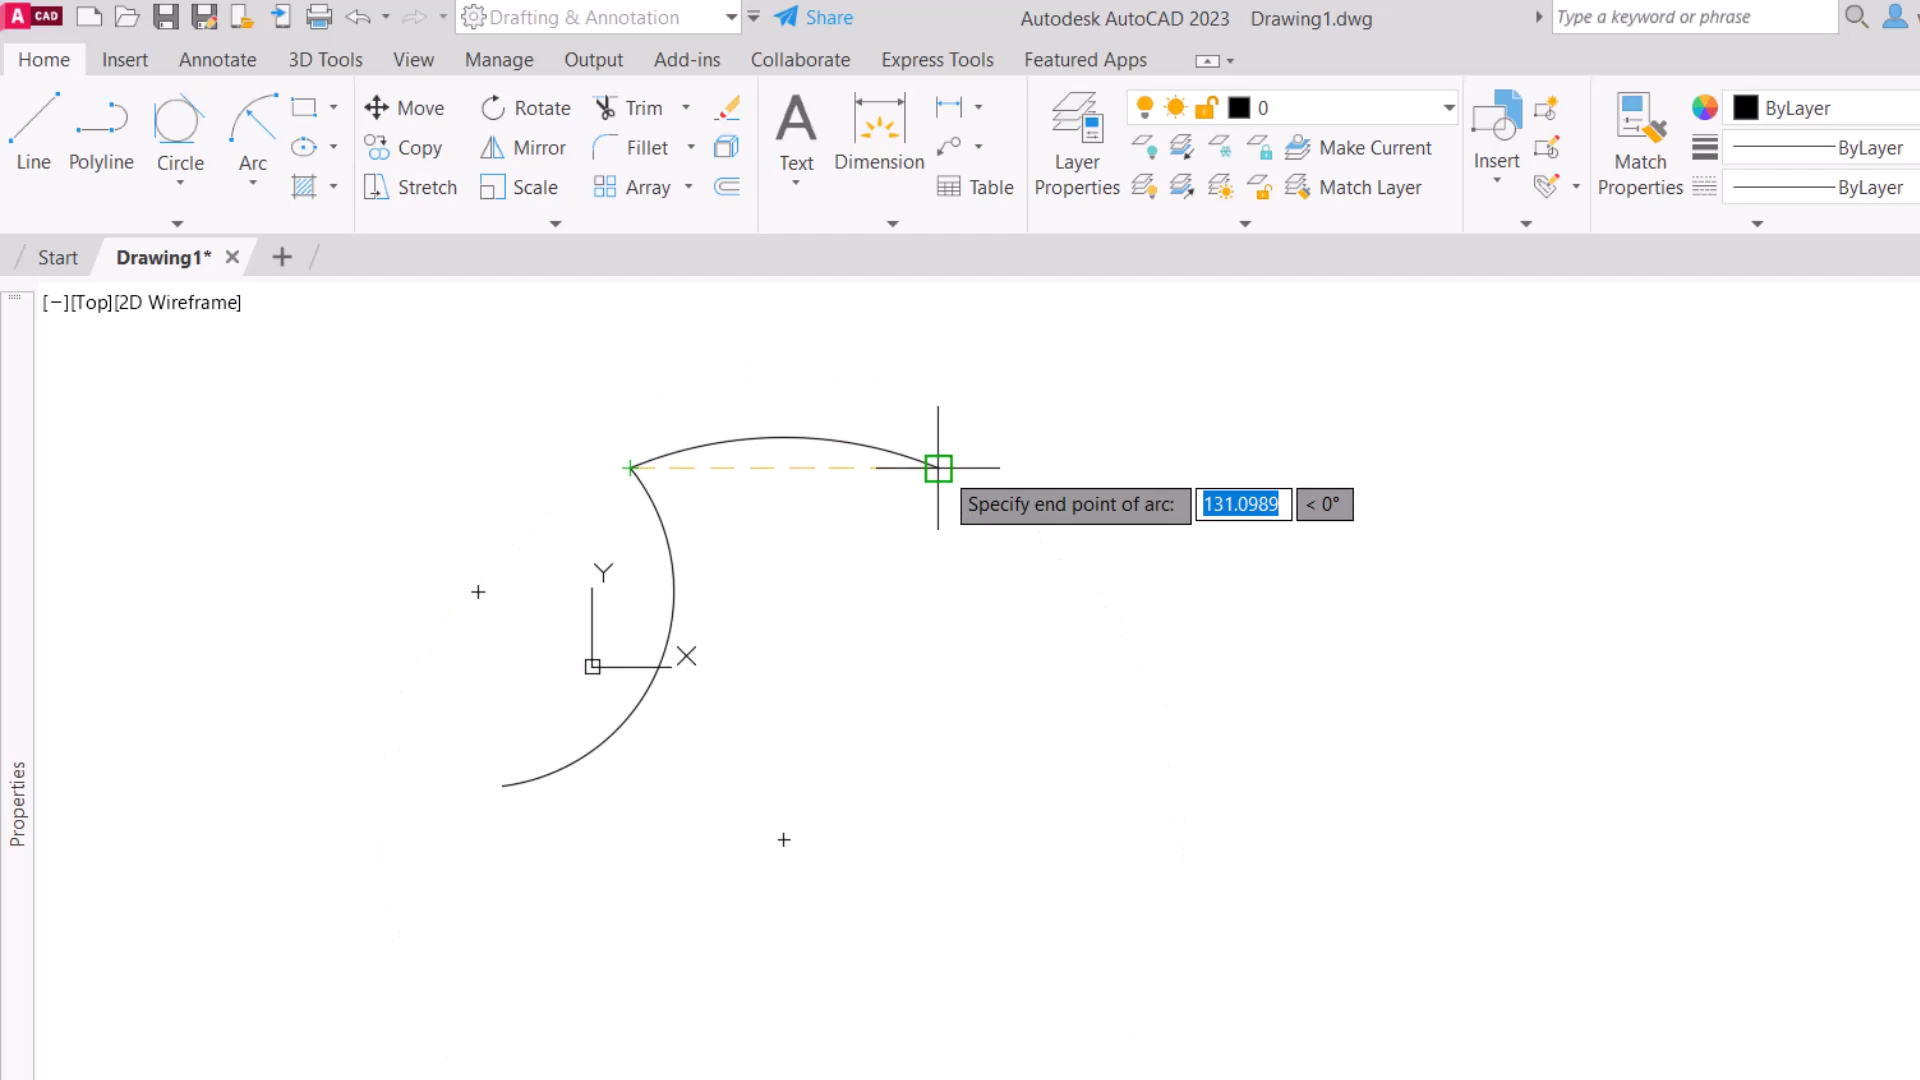 A CAD Drafting & Annotation Share Autodesk AutoCAD 2023 Drawing1.dwg Type a keyword or phrase
Home Insert Annotate 3D Tools View Manage Output Add-ins Collaborate Express Tools Featured Apps
Move Rotate Trim 0 ByLayer
Line Polyline Circle Arc Copy Mirror Fillet Text Dimension Layer Properties Make Current Insert Match Properties ByLayer
Stretch Scale Array Table Match Layer ByLayer
Start Drawing1* +
[−][Top][2D Wireframe]
Specify end point of arc: 131.0989 < 0°
Y
X
Properties